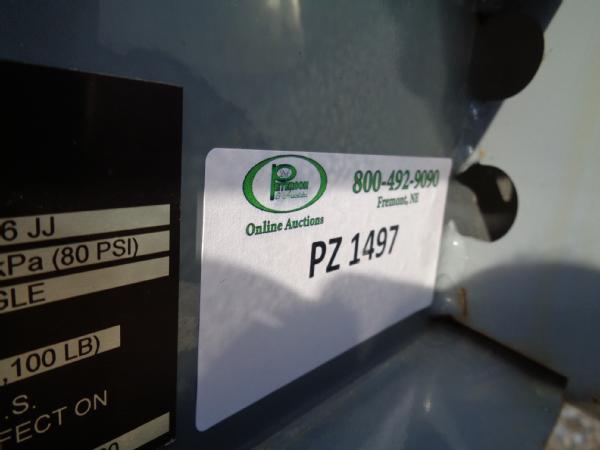 6 JJ
kPa (80 PSI)
GLE
,100 LB)
.S.
FECT ON
PETERSON
Online Auctions
800-492-9090
Fremont, NE
PZ 1497